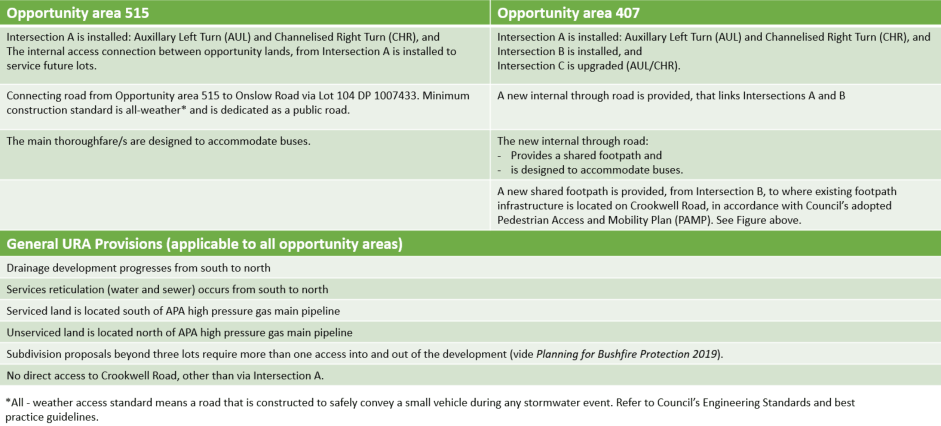 Opportunity area 515
Opportunity area 407
Intersection A is installed: Auxillary Left Turn (AUL) and Channelised Right Turn (CHR), and
The internal access connection between opportunity lands, from Intersection A is installed to
service future lots.
Intersection A is installed: Auxillary Left Turn (AUL) and Channelised Right Turn (CHR), and
Intersection B is installed, and
Intersection C is upgraded (AUL/CHR).
Connecting road from Opportunity area 515 to Onslow Road via Lot 104 DP 1007433. Minimum
construction standard is all-weather* and is dedicated as a public road.
A new internal through road is provided, that links Intersections A and B
The main thoroughfare/s are designed to accommodate buses.
The new internal through road:
- Provides a shared footpath and
- is designed to accommodate buses.
A new shared footpath is provided, from Intersection B, to where existing footpath
infrastructure is located on Crookwell Road, in accordance with Council's adopted
Pedestrian Access and Mobility Plan (PAMP). See Figure above.
General URA Provisions (applicable to all opportunity areas)
Drainage development progresses from south to north
Services reticulation (water and sewer) occurs from south to north
Serviced land is located south of APA high pressure gas main pipeline
Unserviced land is located north of APA high pressure gas main pipeline
Subdivision proposals beyond three lots require more than one access into and out of the development (vide Planning for Bushfire Protection 2019).
No direct access to Crookwell Road, other than via Intersection A.
*All - weather access standard means a road that is constructed to safely convey a small vehicle during any stormwater event. Refer to Council's Engineering Standards and best
practice guidelines.